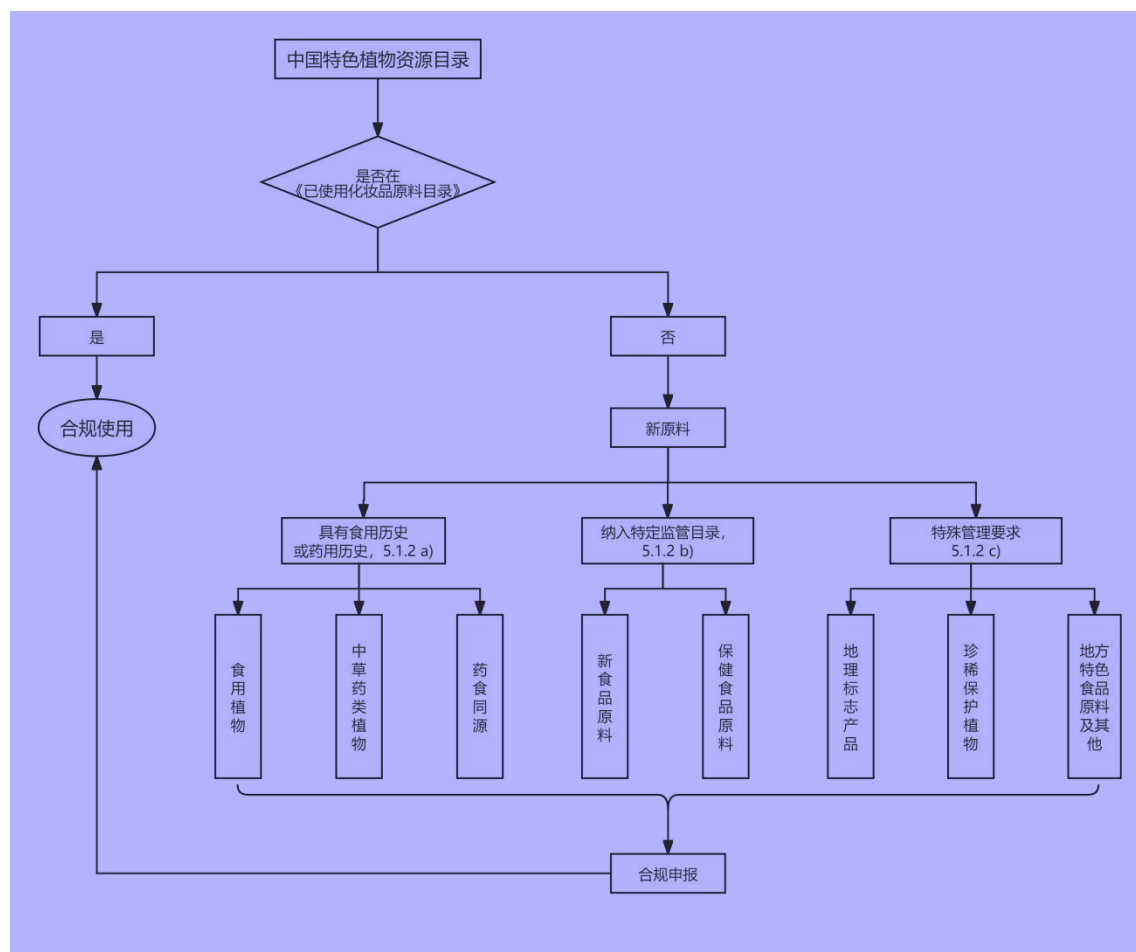 中国特色植物资源目录
是否在
《已使用化妆品原料目录》
是
否
合规使用
新原料
具有食用历史
或药用历史，5.1.2 a)
纳入特定监管目录，
5.1.2 b)
特殊管理要求
5.1.2 c)
食用植物
中草药类植物
药食同源
新食品原料
保健食品原料
地理标志产品
珍稀保护植物
地方
特色
食品
原料
及其
他
合规申报